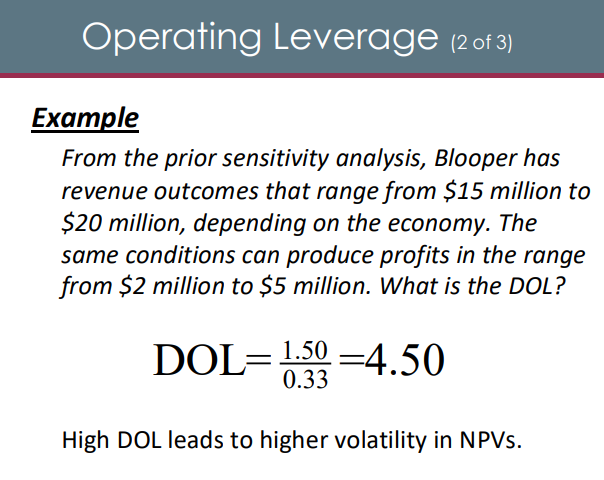 Operating Leverage (2 of 3)
Example
From the prior sensitivity analysis, Blooper has
revenue outcomes that range from $15 million to
$20 million, depending on the economy. The
same conditions can produce profits in the range
from $2 million to $5 million. What is the DOL?
DOL= 1.50/0.33 =4.50
High DOL leads to higher volatility in NPVs.